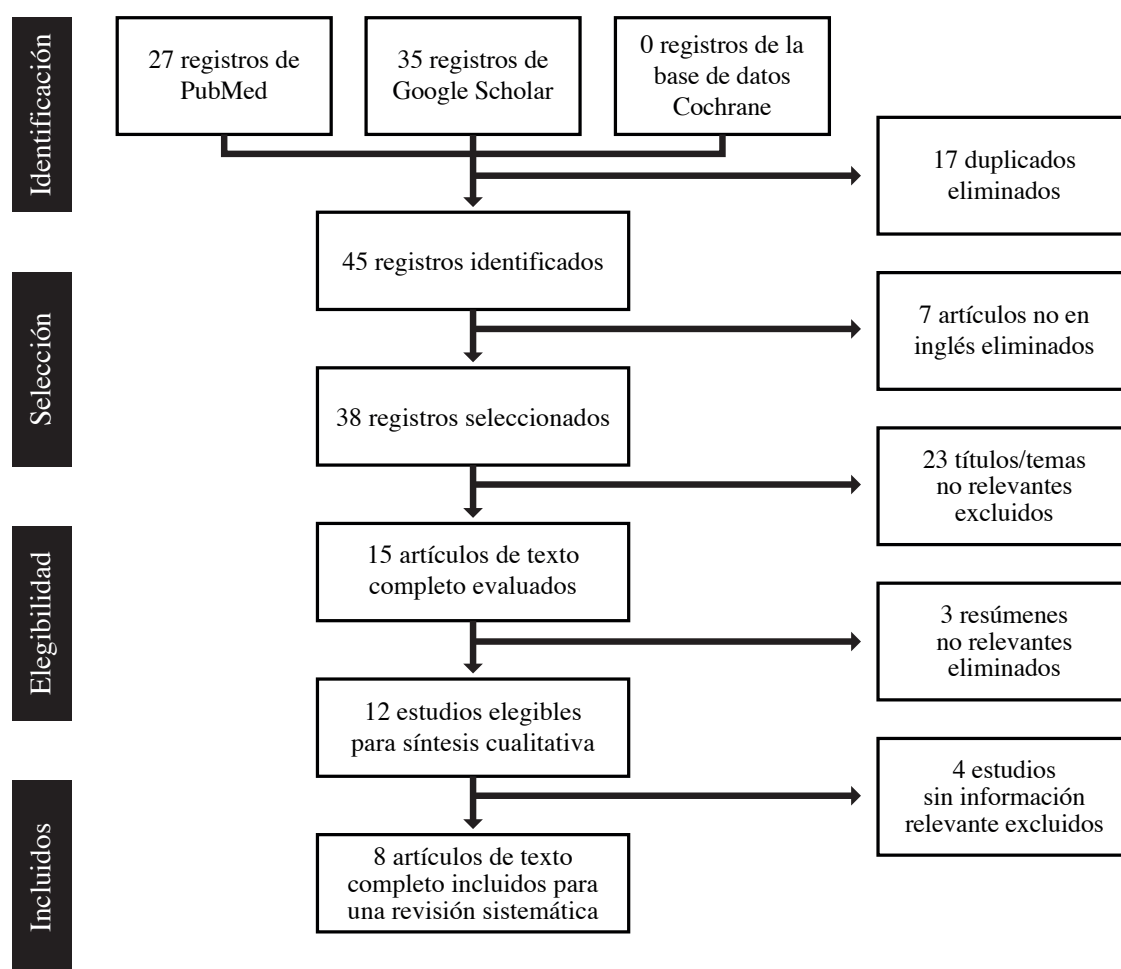 Identificación
27 registros de
PubMed
35 registros de
Google Scholar
0 registros de la
base de datos
Cochrane
17 duplicados
eliminados
45 registros identificados
Selección
7 artículos no en
inglés eliminados
38 registros seleccionados
23 títulos/temas
no relevantes
excluidos
Elegibilidad
15 artículos de texto
completo evaluados
3 resúmenes
no relevantes
eliminados
12 estudios elegibles
para síntesis cualitativa
4 estudios
sin información
relevante excluidos
Incluidos
8 artículos de texto
completo incluidos para
una revisión sistemática